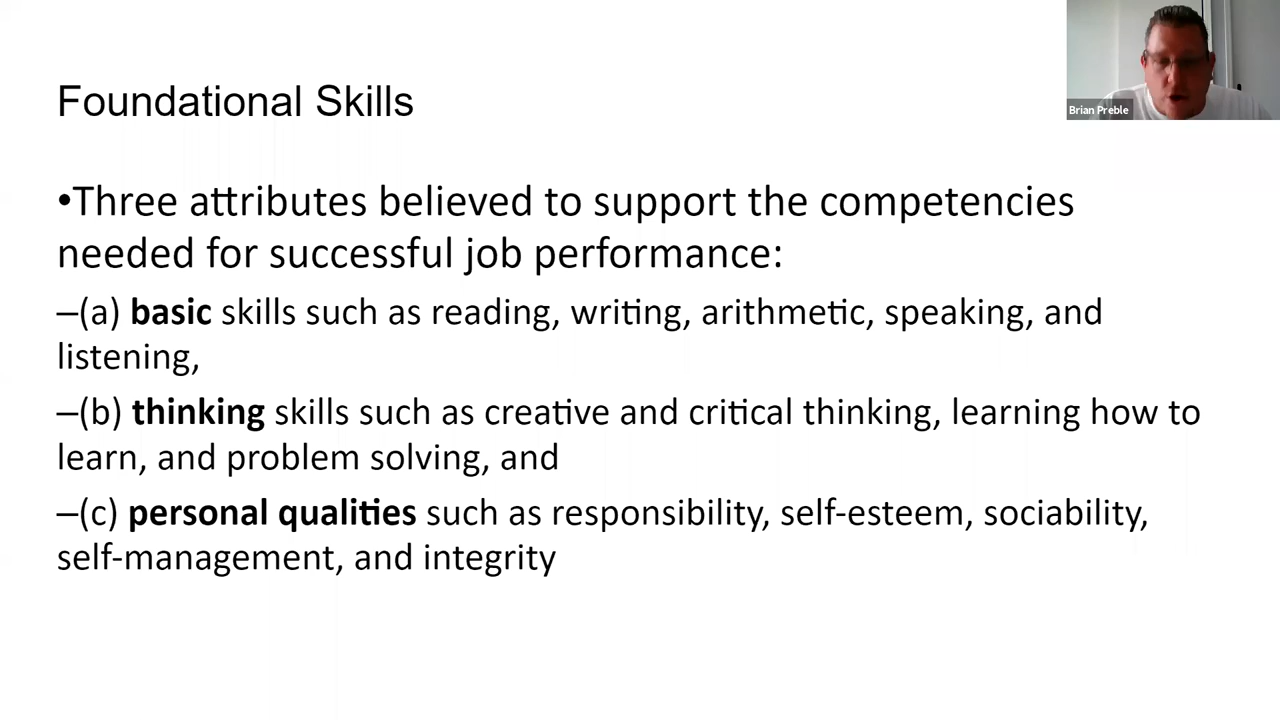 Foundational Skills
Brian Preble
•Three attributes believed to support the competencies
needed for successful job performance:
–(a) basic skills such as reading, writing, arithmetic, speaking, and
listening,
–(b) thinking skills such as creative and critical thinking, learning how to
learn, and problem solving, and
–(c) personal qualities such as responsibility, self-esteem, sociability,
self-management, and integrity